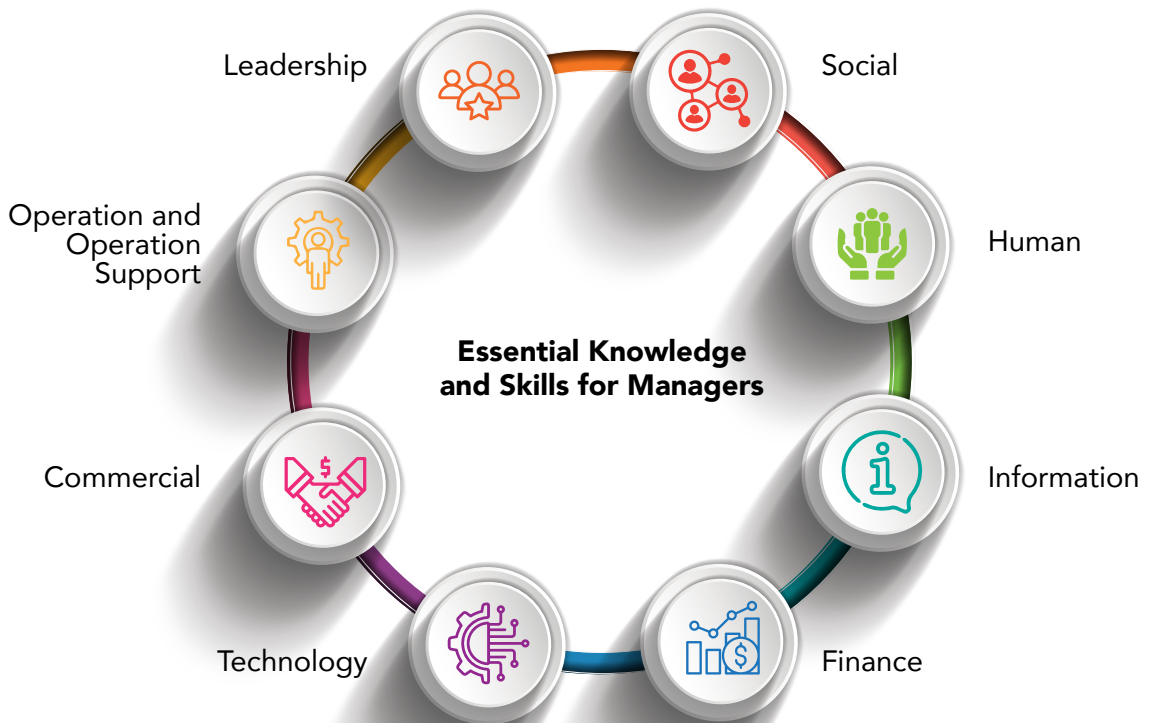 Leadership
Social
Operation and
Operation
Support
Human
Essential Knowledge
and Skills for Managers
Commercial
Information
Technology
Finance
$
$